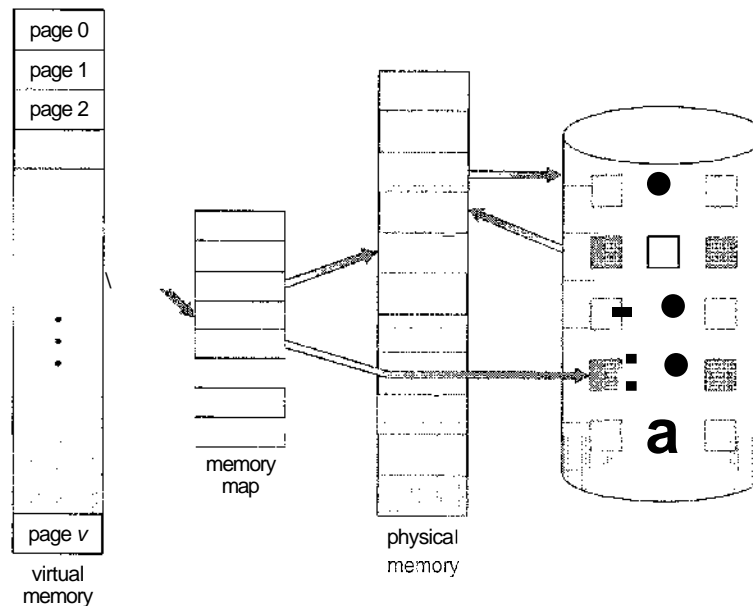 page 0
page 1
page 2
page v
virtual
memory
memory
map
physical
memory
a